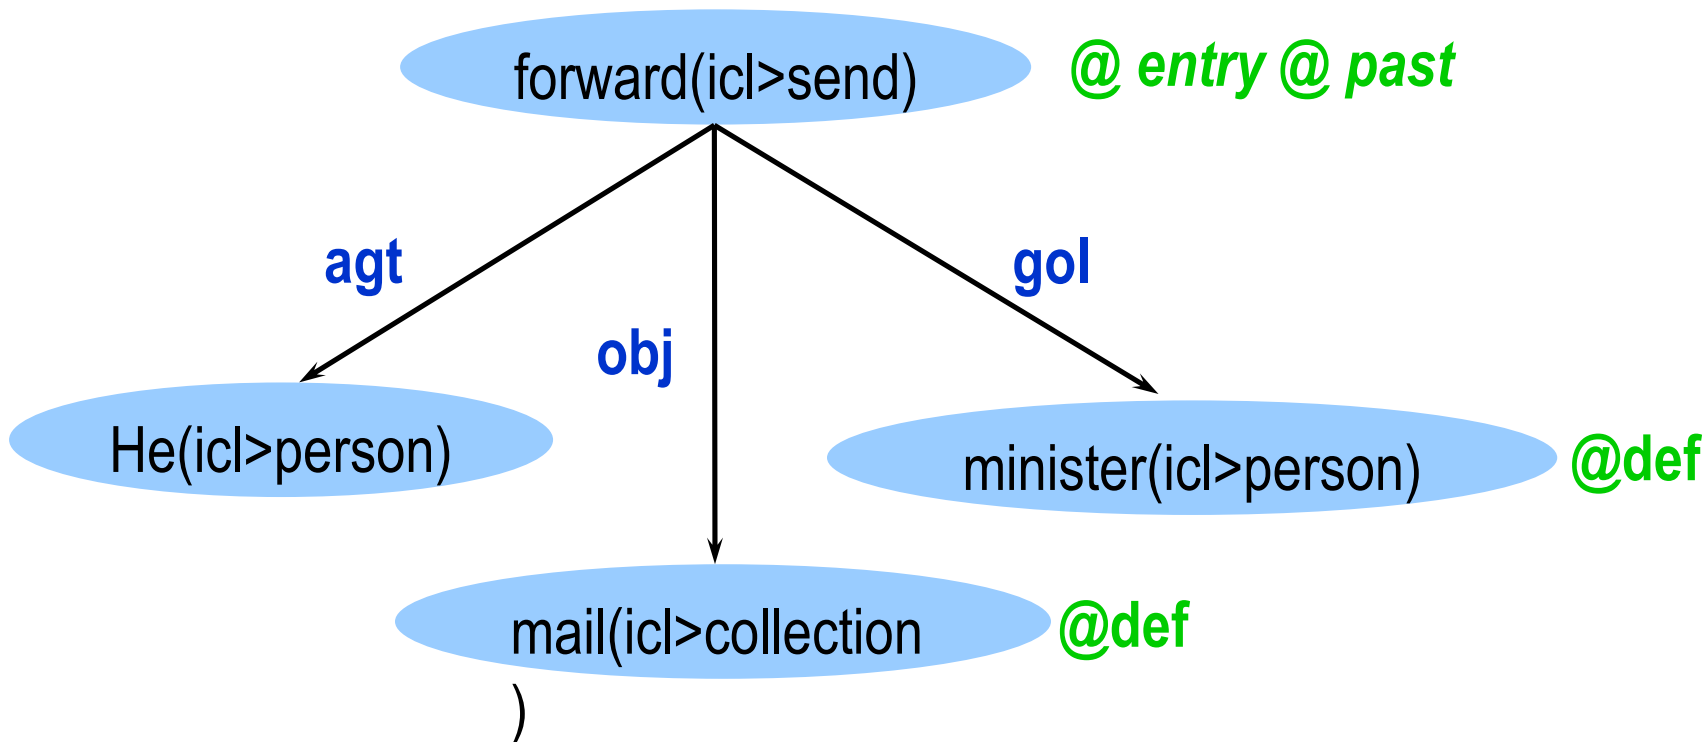 forward(icl>send)
@ entry @ past
agt
gol
obj
He(icl>person)
minister(icl>person)
@def
mail(icl>collection
)
@def